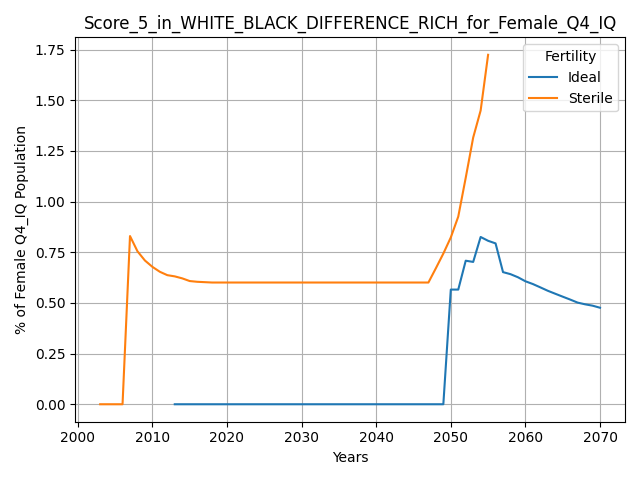 Score_5_in_WHITE_BLACK_DIFFERENCE_RICH_for_Female_Q4_IQ
Fertility
Ideal
Sterile
% of Female Q4_IQ Population
1.75
1.50
1.25
1.00
0.75
0.50
0.25
0.00
2000 2010 2020 2030 2040 2050 2060 2070
Years